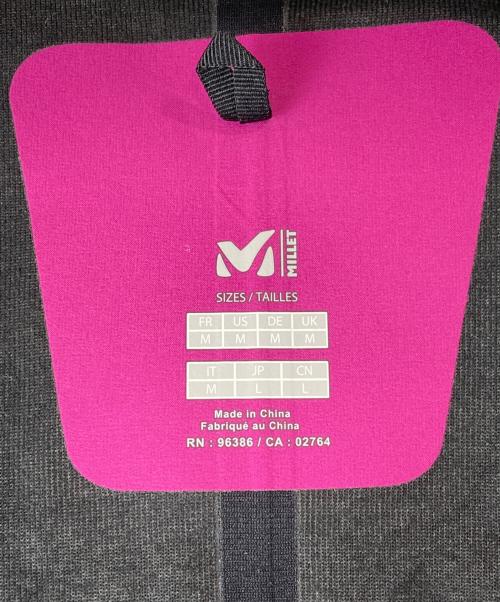 MILLET
SIZES / TAILLES
FR US DE UK
M M M M
IT JP CN
M L L
Made in China
Fabriqué au China
RN : 96386 / CA : 02764